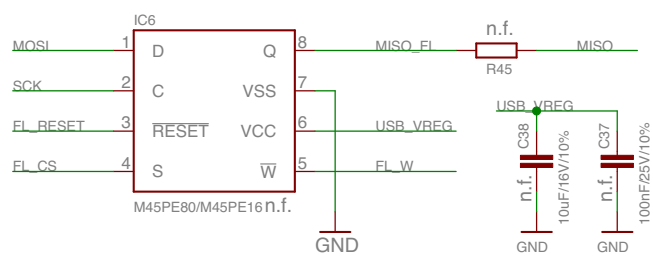 IC6
MOSI 1 D Q 8 MISO_FL n.f. R45 MISO
SCK 2 C VSS 7
FL_RESET 3 RESET VCC 6 USB_VREG
FL_CS 4 S W 5 FL_W
M45PE80/M45PE16 n.f.
GND
USB_VREG
C38
n.f.
10uF/16V/10%
GND
C37
n.f.
100nF/25V/10%
GND